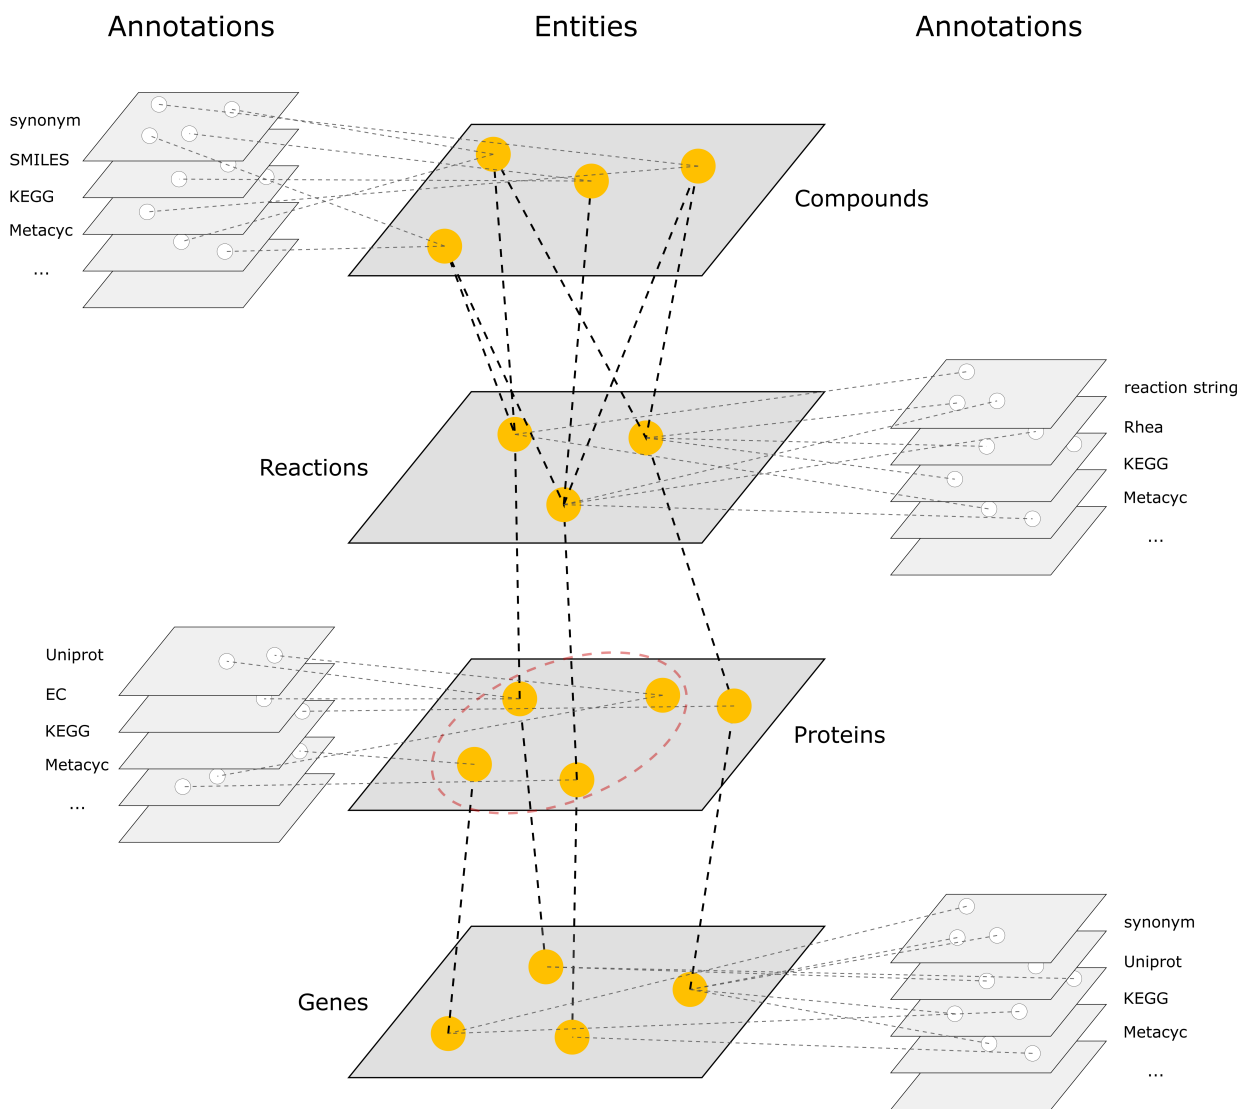 Annotations
Entities
Annotations
synonym
SMILES
KEGG
Metacyc
...
Compounds
Reactions
reaction string
Rhea
KEGG
Metacyc
...
Uniprot
EC
KEGG
Metacyc
...
Proteins
Genes
synonym
Uniprot
KEGG
Metacyc
...